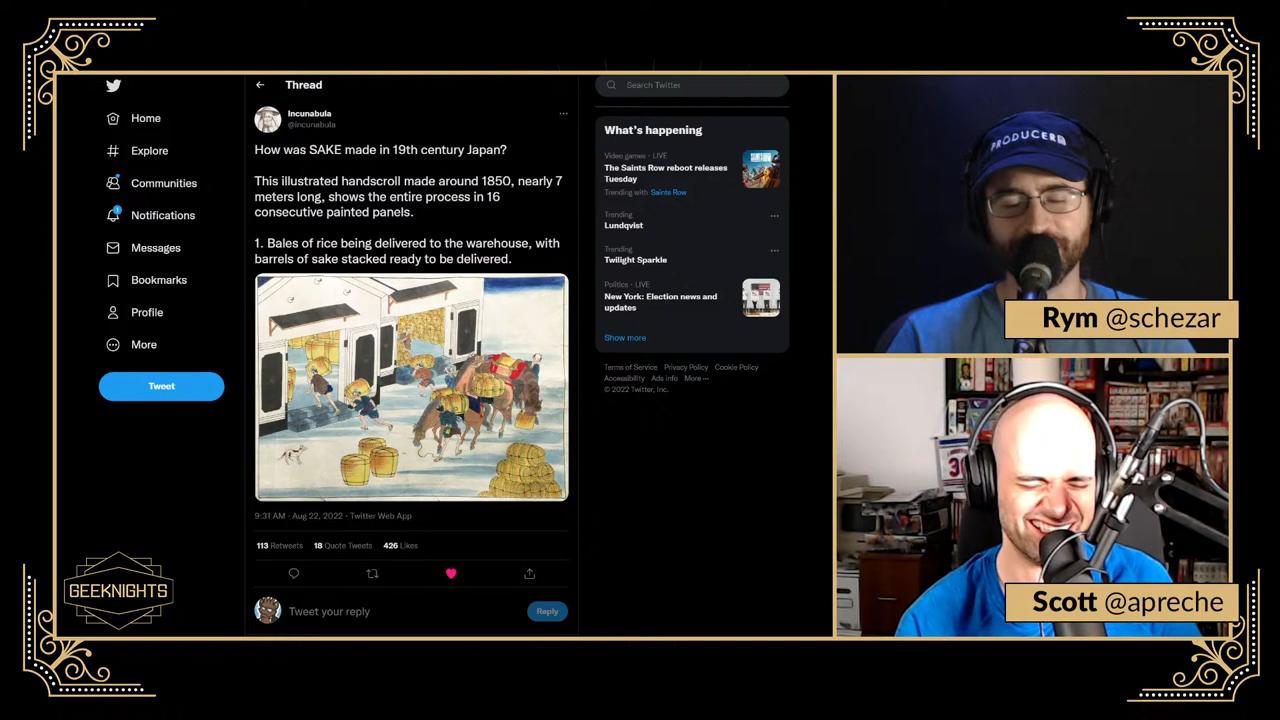 Home
Explore
Communities
1
Notifications
Messages
Bookmarks
Profile
More
Tweet
GEEKNIGHTS
Thread
Incunabula
@incunabula
How was SAKE made in 19th century Japan?
This illustrated handscroll made around 1850, nearly 7
meters long, shows the entire process in 16
consecutive painted panels.
1. Bales of rice being delivered to the warehouse, with
barrels of sake stacked ready to be delivered.
9:31 AM · Aug 22, 2022 · Twitter Web App
113 Retweets 18 Quote Tweets 426 Likes
Tweet your reply
Reply
Search Twitter
What's happening
Video games · LIVE
The Saints Row reboot releases
Tuesday
Trending with Saints Row
SAINTS ROW
Trending
Lundqvist
Trending
Twilight Sparkle
Politics · LIVE
New York: Election news and
updates
Show more
Terms of Service Privacy Policy Cookie Policy
Accessibility Ads info More ···
© 2022 Twitter, Inc.
PRODUCER
Rym @schezar
Scott @apreche